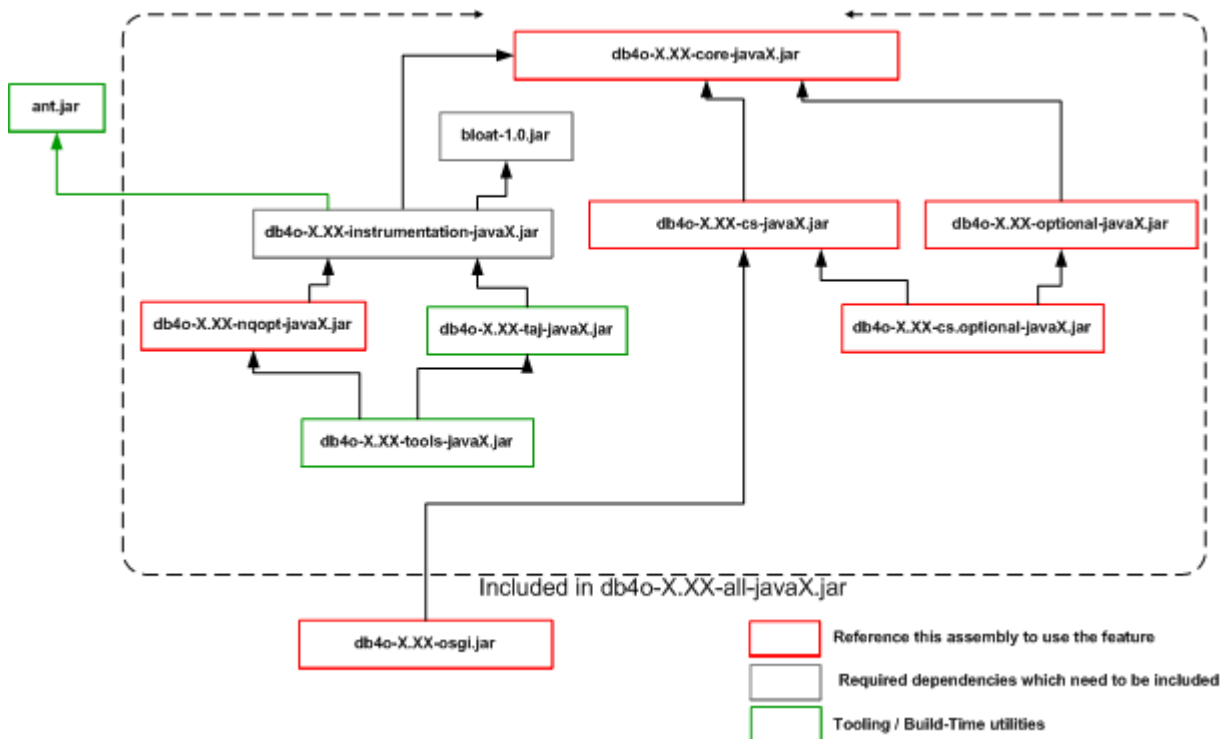 db4o-X.XX-core-javaX.jar
ant.jar
bloat-1.0.jar
db4o-X.XX-instrumentation-javaX.jar
db4o-X.XX-cs-javaX.jar
db4o-X.XX-optional-javaX.jar
db4o-X.XX-nqopt-javaX.jar
db4o-X.XX-taj-javaX.jar
db4o-X.XX-cs.optional-javaX.jar
db4o-X.XX-tools-javaX.jar
Included in db4o-X.XX-all-javaX.jar
db4o-X.XX-osgi.jar
Reference this assembly to use the feature
Required dependencies which need to be included
Tooling / Build-Time utilities